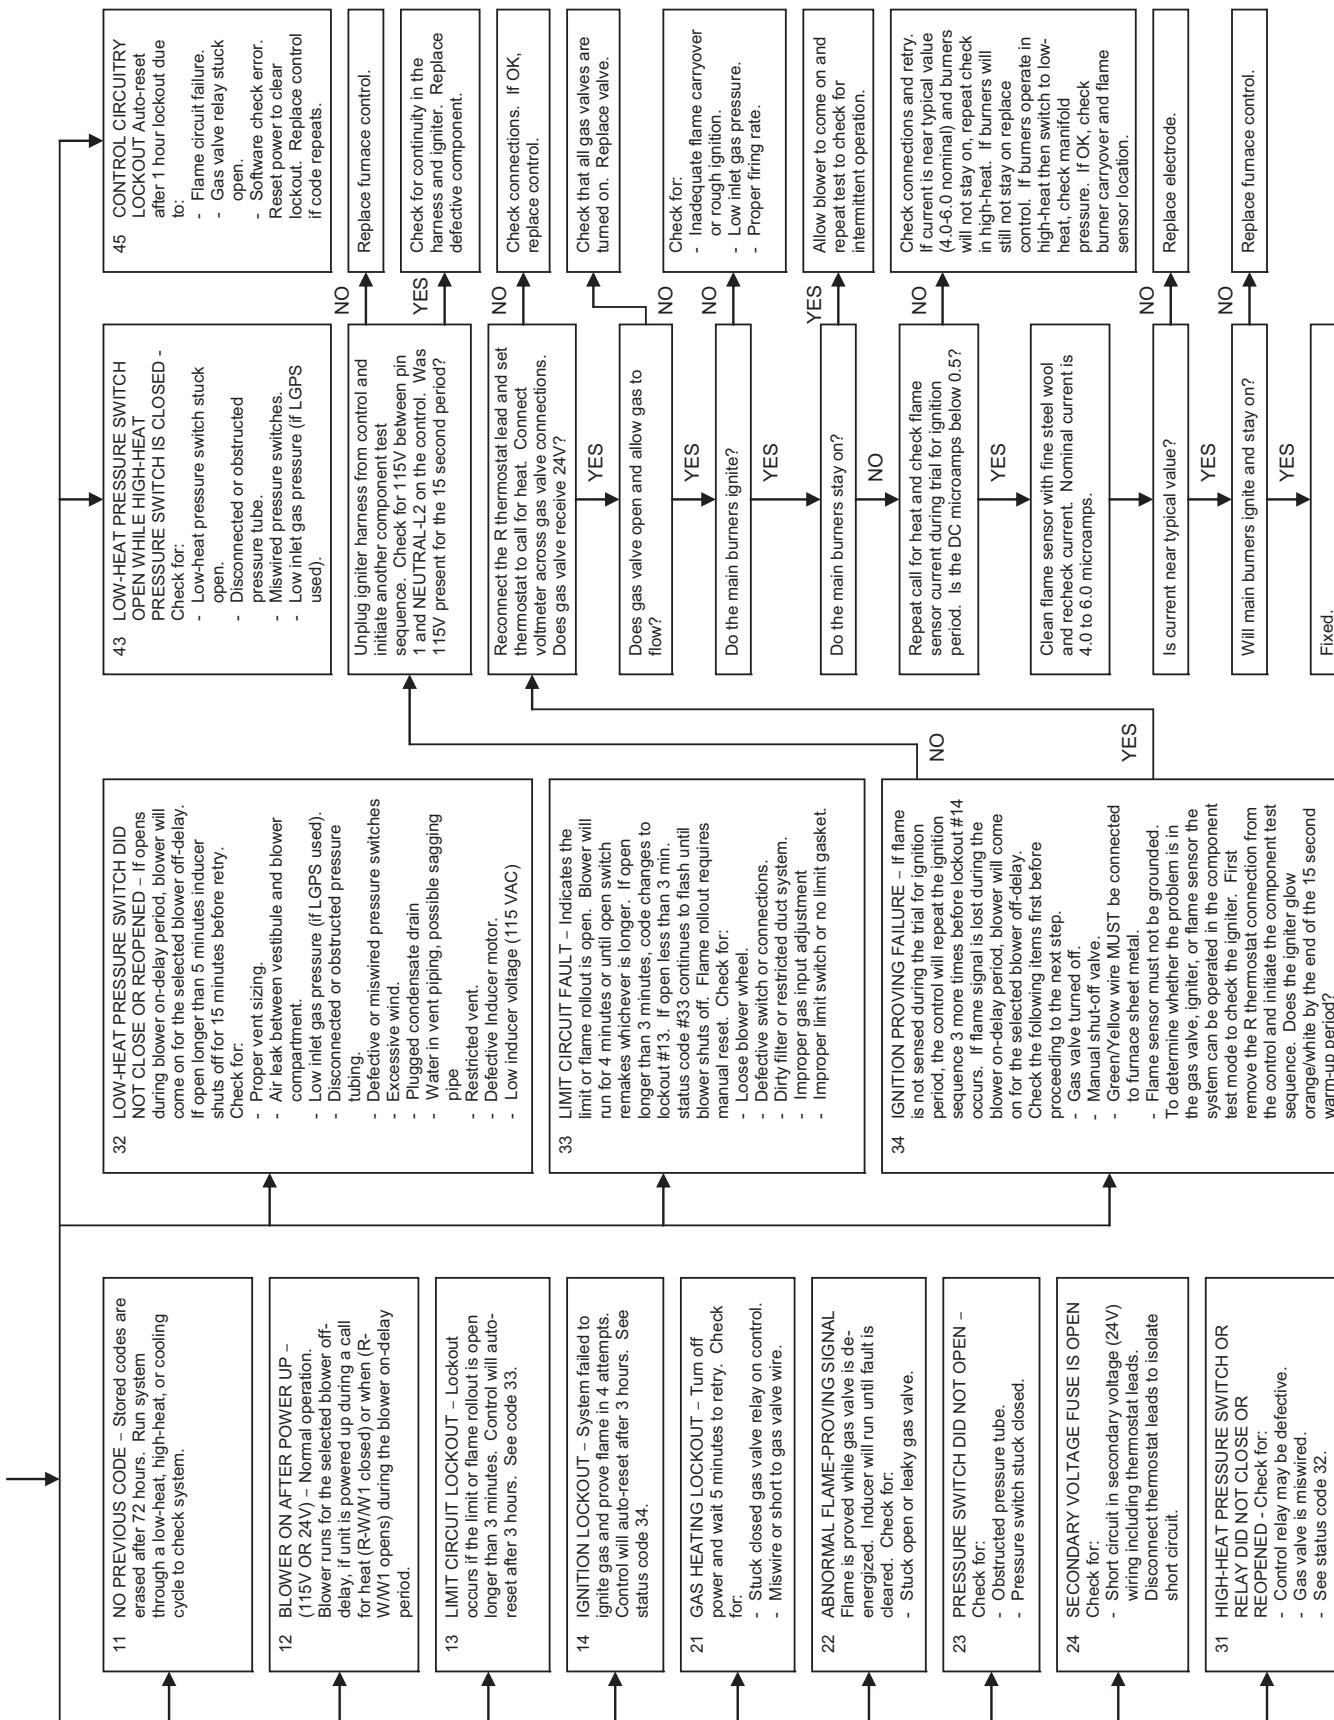 11 NO PREVIOUS CODE – Stored codes are
erased after 72 hours. Run system
through a low-heat, high-heat, or cooling
cycle to check system.
12 BLOWER ON AFTER POWER UP –
(115V OR 24V) – Normal operation.
Blower runs for the selected blower off-
delay, if unit is powered up during a call
for heat (R-W/W1 closed) or when (R-
W/W1 opens) during the blower on-delay
period.
13 LIMIT CIRCUIT LOCKOUT – Lockout
occurs if the limit or flame rollout is open
longer than 3 minutes. Control will auto-
reset after 3 hours. See code 33.
14 IGNITION LOCKOUT – System failed to
ignite gas and prove flame in 4 attempts.
Control will auto-reset after 3 hours. See
status code 34.
21 GAS HEATING LOCKOUT – Turn off
power and wait 5 minutes to retry. Check
for:
- Stuck closed gas valve relay on control.
- Miswire or short to gas valve wire.
22 ABNORMAL FLAME-PROVING SIGNAL
Flame is proved while gas valve is de-
energized. Inducer will run until fault is
cleared. Check for:
- Stuck open or leaky gas valve.
23 PRESSURE SWITCH DID NOT OPEN –
Check for:
- Obstructed pressure tube.
- Pressure switch stuck closed.
24 SECONDARY VOLTAGE FUSE IS OPEN
Check for:
- Short circuit in secondary voltage (24V)
wiring including thermostat leads.
Disconnect thermostat leads to isolate
short circuit.
31 HIGH-HEAT PRESSURE SWITCH OR
RELAY DID NOT CLOSE OR
REOPENED - Check for:
- Control relay may be defective.
- Gas valve is miswired.
- See status code 32.
32 LOW-HEAT PRESSURE SWITCH DID
NOT CLOSE OR REOPENED – If opens
during blower on-delay period, blower will
come on for the selected blower off-delay.
If open longer than 5 minutes inducer
shuts off for 15 minutes before retry.
Check for:
- Proper vent sizing.
- Air leak between vestibule and blower
compartment.
- Low inlet gas pressure (if LGPS used).
- Disconnected or obstructed pressure
tubing.
- Defective or miswired pressure switches
- Excessive wind.
- Plugged condensate drain
- Water in vent piping, possible sagging
pipe
- Restricted vent.
- Defective Inducer motor.
- Low inducer voltage (115 VAC)
33 LIMIT CIRCUIT FAULT – Indicates the
limit or flame rollout is open. Blower will
run for 4 minutes or until open switch
remakes whichever is longer. If open
longer than 3 minutes, code changes to
lockout #13. If open less than 3 min.
status code #33 continues to flash until
blower shuts off. Flame rollout requires
manual reset. Check for:
- Loose blower wheel.
- Defective switch or connections.
- Dirty filter or restricted duct system.
- Improper gas input adjustment
- Improper limit switch or no limit gasket.
34 IGNITION PROVING FAILURE – If flame
is not sensed during the trial for ignition
period, the control will repeat the ignition
sequence 3 more times before lockout #14
occurs. If flame signal is lost during the
blower on-delay period, blower will come
on for the selected blower off-delay.
Check the following items first before
proceeding to the next step.
- Gas valve turned off.
- Manual shut-off valve.
- Green/Yellow wire MUST be connected
to furnace sheet metal.
- Flame sensor must not be grounded.
To determine whether the problem is in
the gas valve, igniter, or flame sensor the
system can be operated in the component
test mode to check the igniter. First
remove the R thermostat connection from
the control and initiate the component test
sequence. Does the igniter glow
orange/white by the end of the 15 second
warm-up period?
NO
YES
43 LOW-HEAT PRESSURE SWITCH
OPEN WHILE HIGH-HEAT
PRESSURE SWITCH IS CLOSED -
Check for:
- Low-heat pressure switch stuck
open.
- Disconnected or obstructed
pressure tube.
- Miswired pressure switches.
- Low inlet gas pressure (if LGPS
used).
Unplug igniter harness from control and
initiate another component test
sequence. Check for 115V between pin
1 and NEUTRAL-L2 on the control. Was
115V present for the 15 second period?
NO
YES
Reconnect the R thermostat lead and set
thermostat to call for heat. Connect
voltmeter across gas valve connections.
Does gas valve receive 24V?
NO
YES
Does gas valve open and allow gas to
flow?
NO
YES
Do the main burners ignite?
NO
YES
Do the main burners stay on?
YES
NO
Repeat call for heat and check flame
sensor current during trial for ignition
period. Is the DC microamps below 0.5?
NO
YES
Clean flame sensor with fine steel wool
and recheck current. Nominal current is
4.0 to 6.0 microamps.
Is current near typical value?
NO
YES
Will main burners ignite and stay on?
NO
YES
Fixed.
45 CONTROL CIRCUITRY
LOCKOUT Auto-reset
after 1 hour lockout due
to:
- Flame circuit failure.
- Gas valve relay stuck
open.
- Software check error.
Reset power to clear
lockout. Replace control
if code repeats.
Replace furnace control.
Check for continuity in the
harness and igniter. Replace
defective component.
Check connections. If OK,
replace control.
Check that all gas valves are
turned on. Replace valve.
Check for:
- Inadequate flame carryover
or rough ignition.
- Low inlet gas pressure.
- Proper firing rate.
Allow blower to come on and
repeat test to check for
intermittent operation.
Check connections and retry.
If current is near typical value
(4.0-6.0 nominal) and burners
will not stay on, repeat check
in high-heat. If burners will
still not stay on replace
control. If burners operate in
high-heat then switch to low-
heat, check manifold
pressure. If OK, check
burner carryover and flame
sensor location.
Replace electrode.
Replace furnace control.